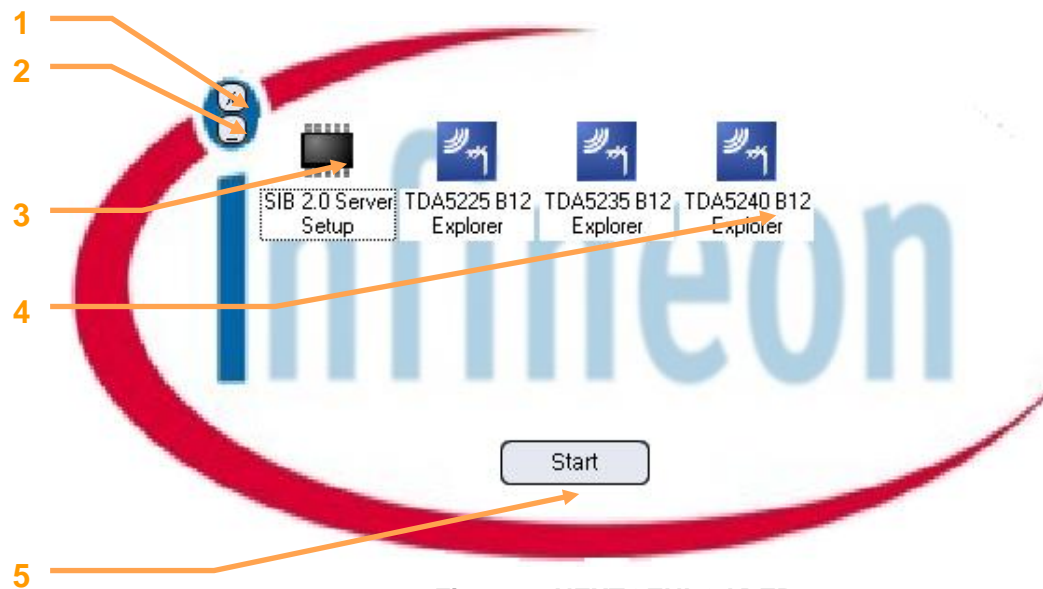 1
2
3
4
5
X
_
SIB 2.0 Server
Setup
TDA5225 B12
Explorer
TDA5235 B12
Explorer
TDA5240 B12
Explorer
infineon
Start